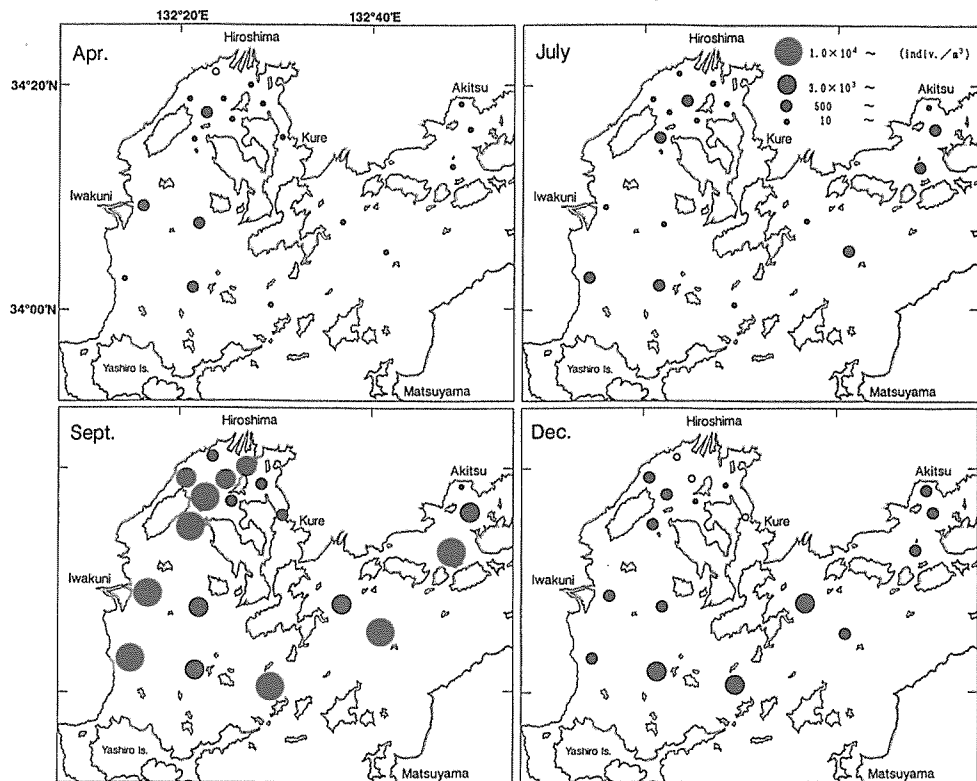 132°20'E 132°40'E
Apr.
Hiroshima
34°20'N
Akitsu
Kure
Iwakuni
34°00'N
Yashiro Is.
Matsuyama
July
1.0×10⁴ ~ (indiv./m³)
3.0×10³ ~
500 ~
10 ~
Akitsu
Kure
Iwakuni
Yashiro Is.
Matsuyama
Sept.
Hiroshima
Akitsu
Kure
Iwakuni
Yashiro Is.
Matsuyama
Dec.
Hiroshima
Akitsu
Kure
Iwakuni
Yashiro Is.
Matsuyama